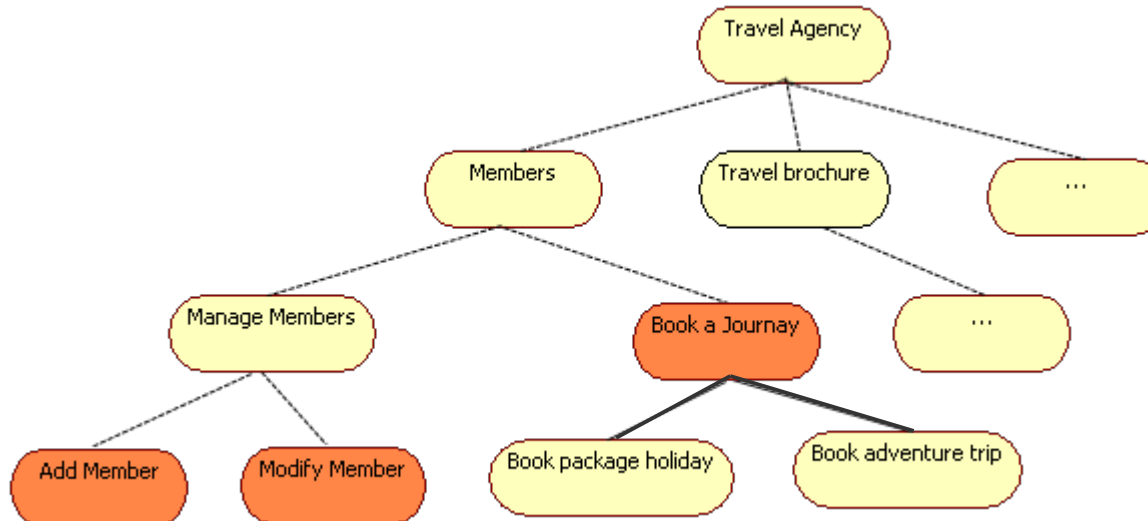 Travel Agency
Members
Travel brochure
...
Manage Members
Book a Journay
...
Add Member
Modify Member
Book package holiday
Book adventure trip